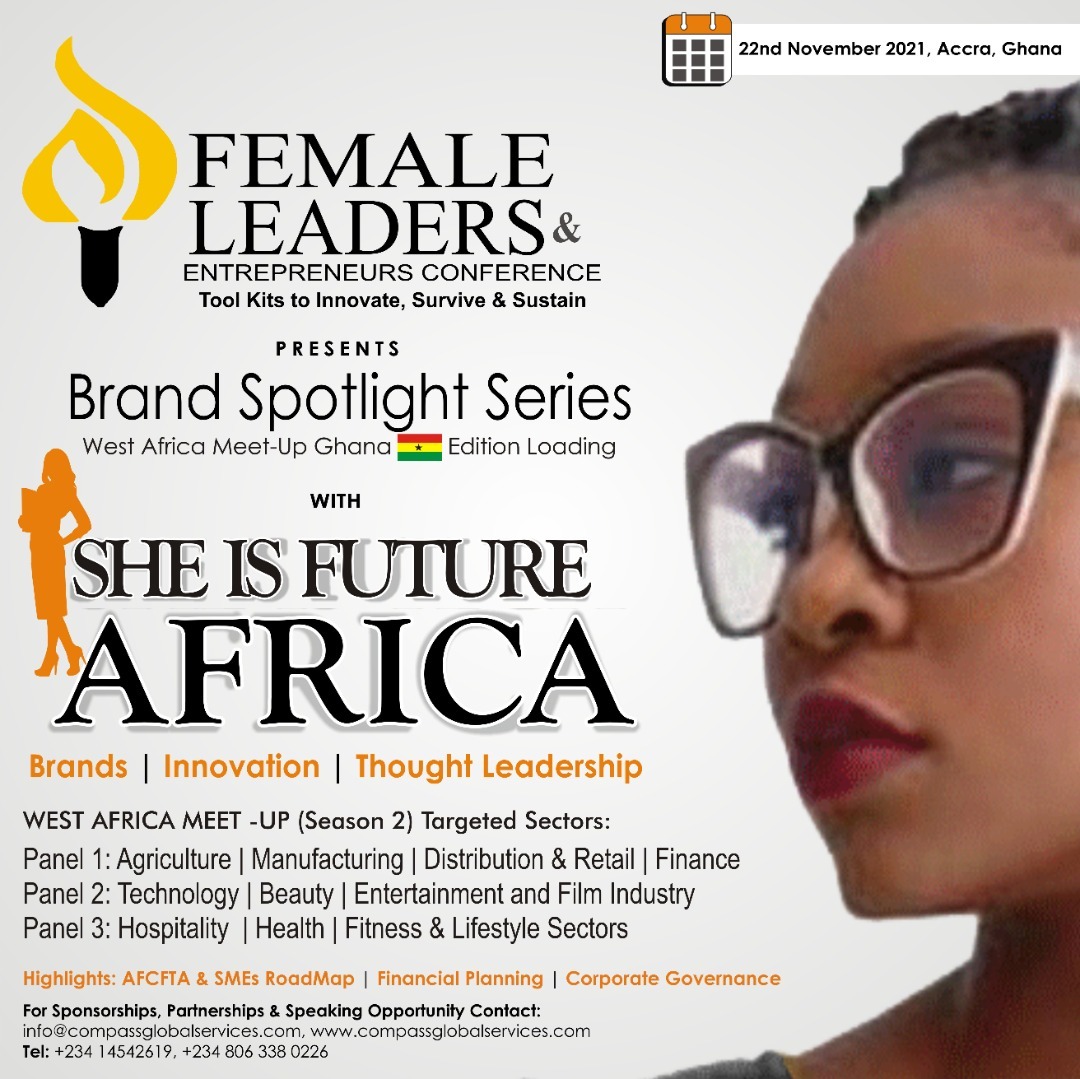 22nd November 2021, Accra, Ghana
FEMALE
LEADERS &
ENTREPRENEURS CONFERENCE
Tool Kits to Innovate, Survive & Sustain
PRESENTS
Brand Spotlight Series
West Africa Meet-Up Ghana Edition Loading
WITH
SHE IS FUTURE
AFRICA
Brands | Innovation | Thought Leadership
WEST AFRICA MEET -UP (Season 2) Targeted Sectors:
Panel 1: Agriculture | Manufacturing | Distribution & Retail | Finance
Panel 2: Technology | Beauty | Entertainment and Film Industry
Panel 3: Hospitality | Health | Fitness & Lifestyle Sectors
Highlights: AFCFTA & SMEs RoadMap | Financial Planning | Corporate Governance
For Sponsorships, Partnerships & Speaking Opportunity Contact:
info@compassglobalservices.com, www.compassglobalservices.com
Tel: +234 14542619, +234 806 338 0226